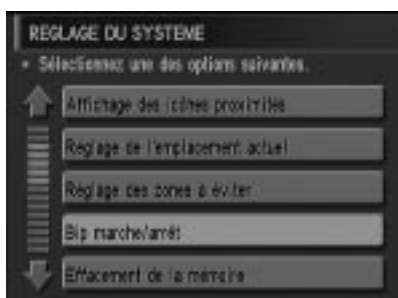 REGLAGE DU SYSTEME
• Sélectionnez une des options suivantes.
Affichage des icônes proximités
Réglage de l'emplacement actuel
Réglage des zones à éviter
Bip marche/arrêt
Effacement de la mémoire